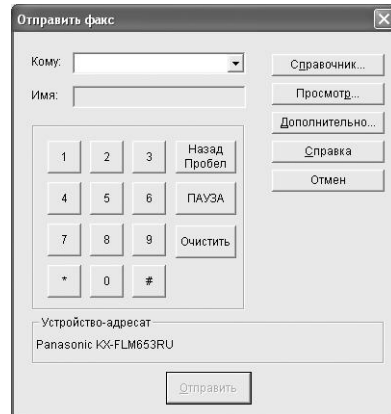 Отправить факс
Кому:
Справочник...
Имя:
Просмотр...
Дополнительно...
1 2 3 Назад Пробел
Справка
Отмен
4 5 6 ПАУЗА
7 8 9 Очистить
* 0 #
Устройство-адресат
Panasonic KX-FLM653RU
Отправить